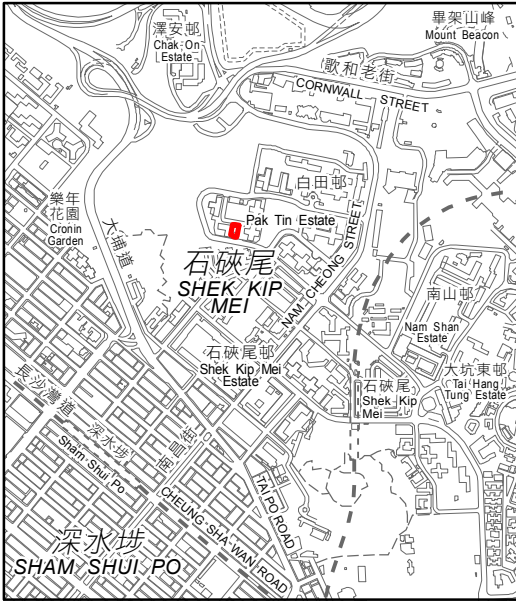 澤安邨
Chak On
Estate
畢架山峰
Mount Beacon
歌和老街
CORNWALL STREET
樂年
花園
Cronin
Garden
大埔道
白田邨
Pak Tin Estate
石硤尾
SHEK KIP
MEI
NAM CHEONG STREET
南山邨
Nam Shan
Estate
石硤尾邨
Shek Kip Mei
Estate
石硤尾
Shek Kip
Mei
大坑東邨
Tai Hang
Tung Estate
長沙灣道
深水埗
Sham Shui Po
南昌街
CHEUNG SHA WAN ROAD
TAI PO ROAD
深水埗
SHAM SHUI PO